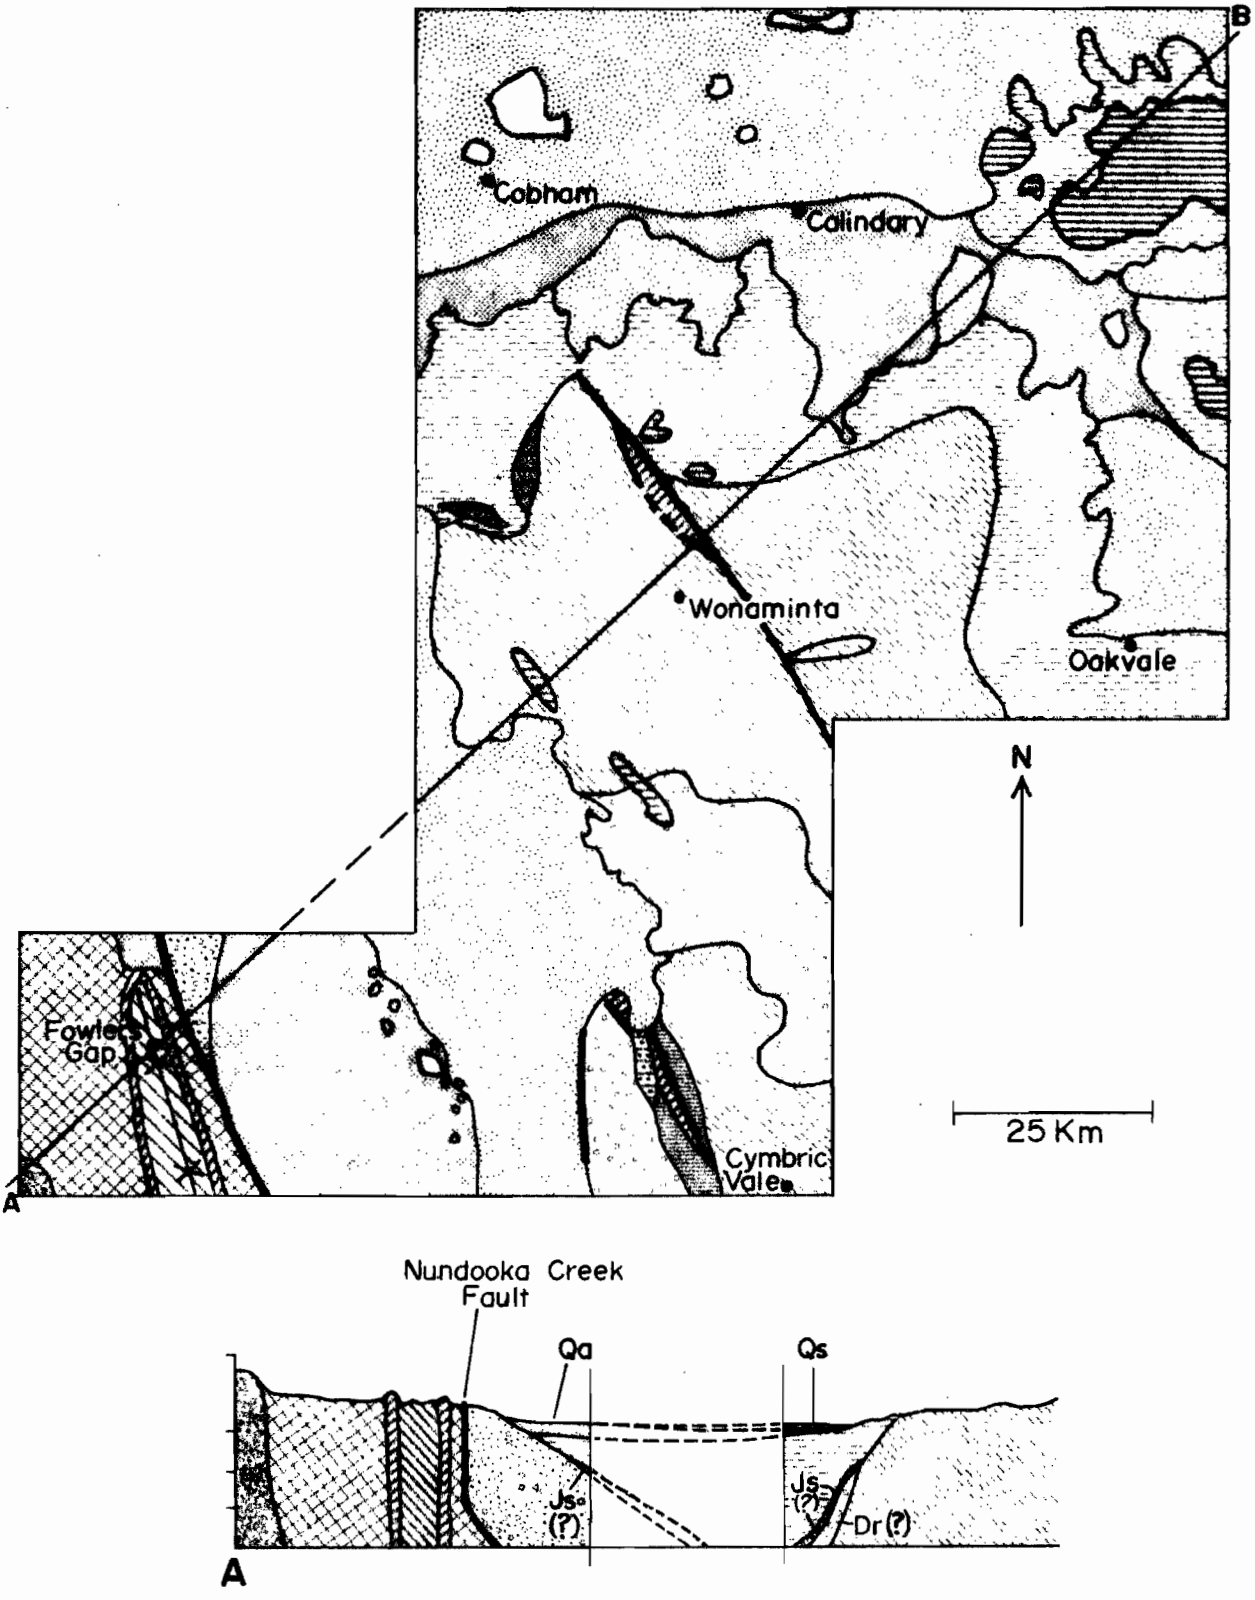 B
Cobham
Calindary
Wonaminta
Oakvale
N
Fowlers
Gap
25 Km
Cymbric
Vale
A
Nundooka Creek
Fault
Qa
Qs
Js
(?)
Js
(?)
Dr(?)
A